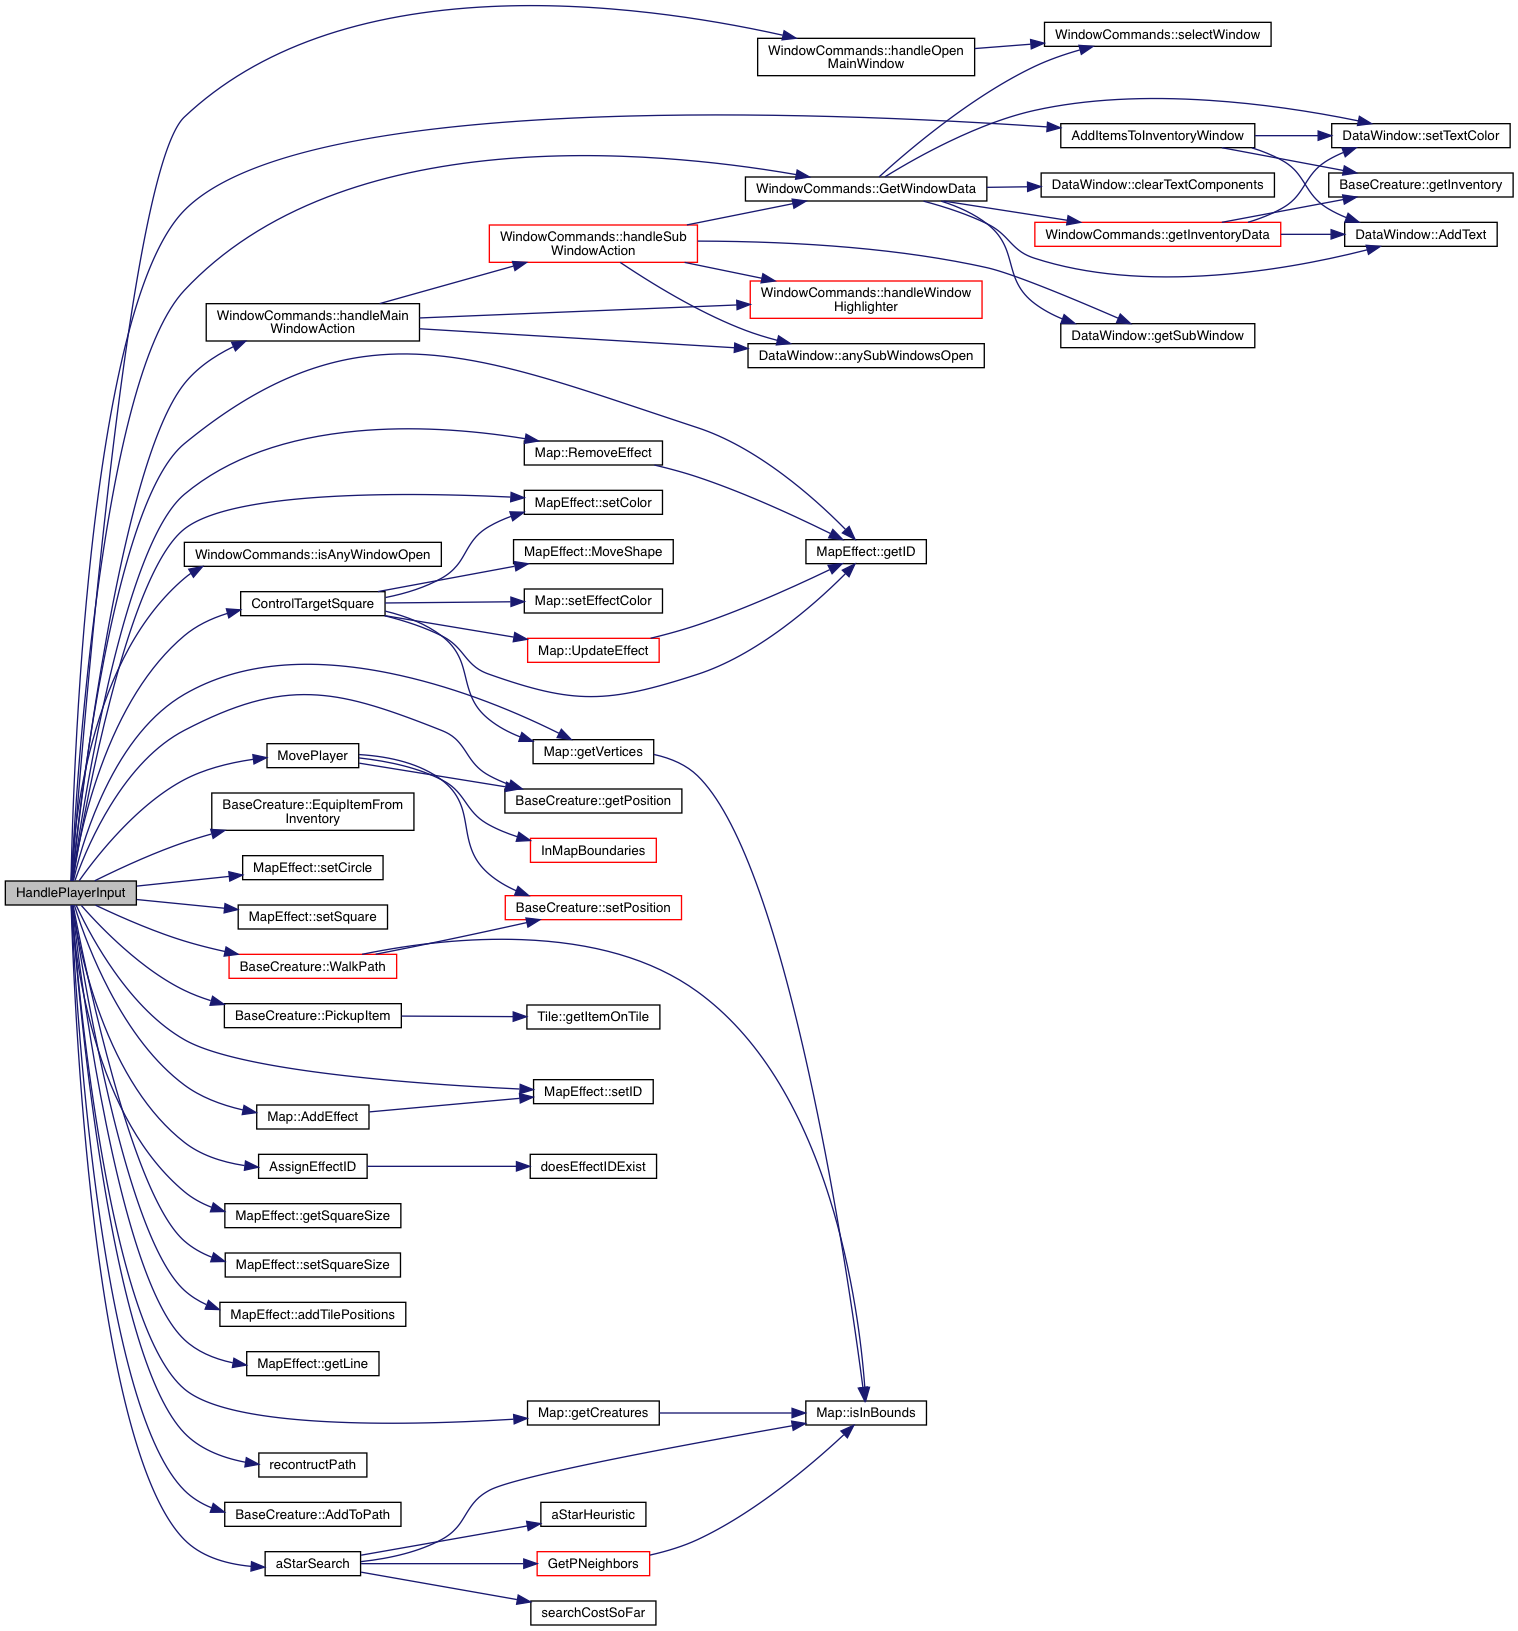 WindowCommands::selectWindow
WindowCommands::handleOpen
MainWindow
AddItemsToInventoryWindow
DataWindow::setTextColor
WindowCommands::GetWindowData
DataWindow::clearTextComponents
BaseCreature::getInventory
WindowCommands::handleSub
WindowAction
WindowCommands::getInventoryData
DataWindow::AddText
WindowCommands::handleWindow
Highlighter
WindowCommands::handleMain
WindowAction
DataWindow::getSubWindow
DataWindow::anySubWindowsOpen
Map::RemoveEffect
MapEffect::setColor
WindowCommands::isAnyWindowOpen
MapEffect::MoveShape
MapEffect::getID
ControlTargetSquare
Map::setEffectColor
Map::UpdateEffect
MovePlayer
Map::getVertices
BaseCreature::getPosition
BaseCreature::EquipItemFrom
Inventory
InMapBoundaries
MapEffect::setCircle
HandlePlayerInput
MapEffect::setSquare
BaseCreature::setPosition
BaseCreature::WalkPath
BaseCreature::PickupItem
Tile::getItemOnTile
MapEffect::setID
Map::AddEffect
AssignEffectID
doesEffectIDExist
MapEffect::getSquareSize
MapEffect::setSquareSize
MapEffect::addTilePositions
MapEffect::getLine
Map::getCreatures
Map::isInBounds
recontructPath
BaseCreature::AddToPath
aStarHeuristic
aStarSearch
GetPNeighbors
searchCostSoFar